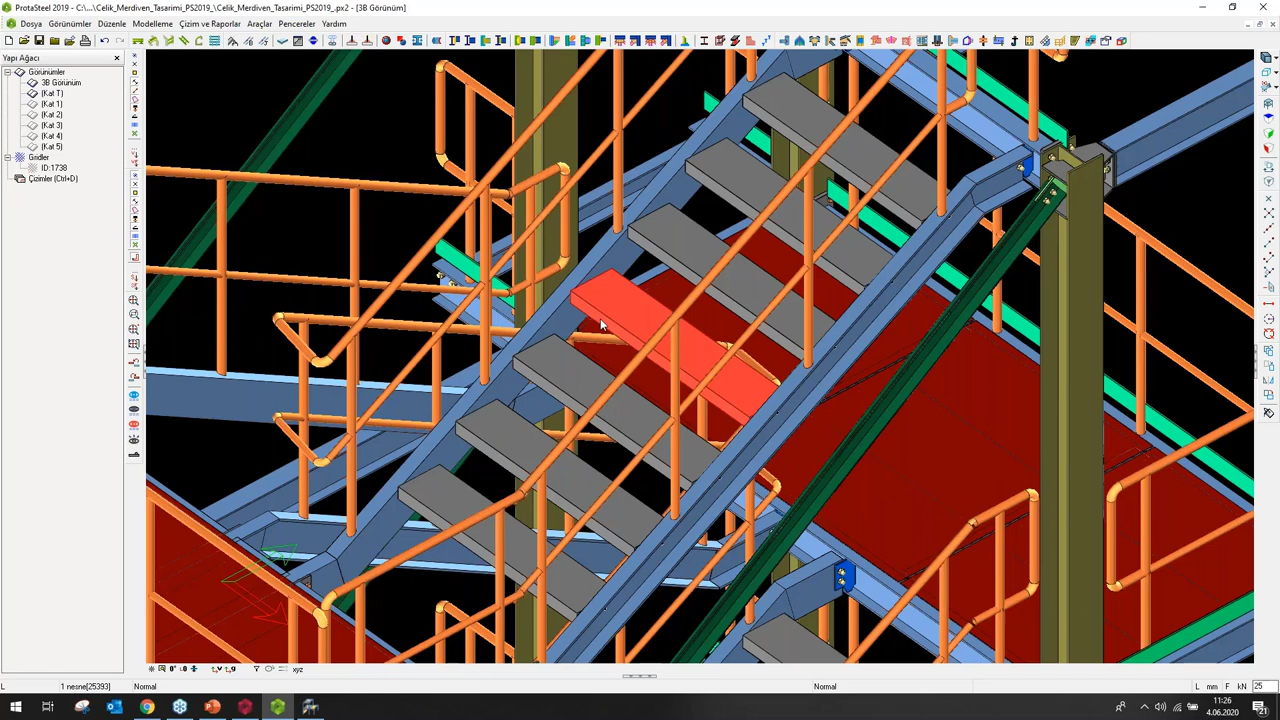 ProtaSteel 2019 - C:\...\Celik_Merdiven_Tasarimi_PS2019_\Celik_Merdiven_Tasarimi_PS2019_.px2 - [3B Görünüm]
Dosya Görünümler Düzenle Modelleme Çizim ve Raporlar Araçlar Pencereler Yardım
Yapı Ağacı
Görünümler
3B Görünüm
(Kat T)
(Kat 1)
(Kat 2)
(Kat 3)
(Kat 4)
(Kat 5)
Gridler
ID:1738
Çizimler (Ctrl+D)
xyz
L 1 nesne[25393] Normal Normal L mm F kN 25
11:26
4.06.2020
21